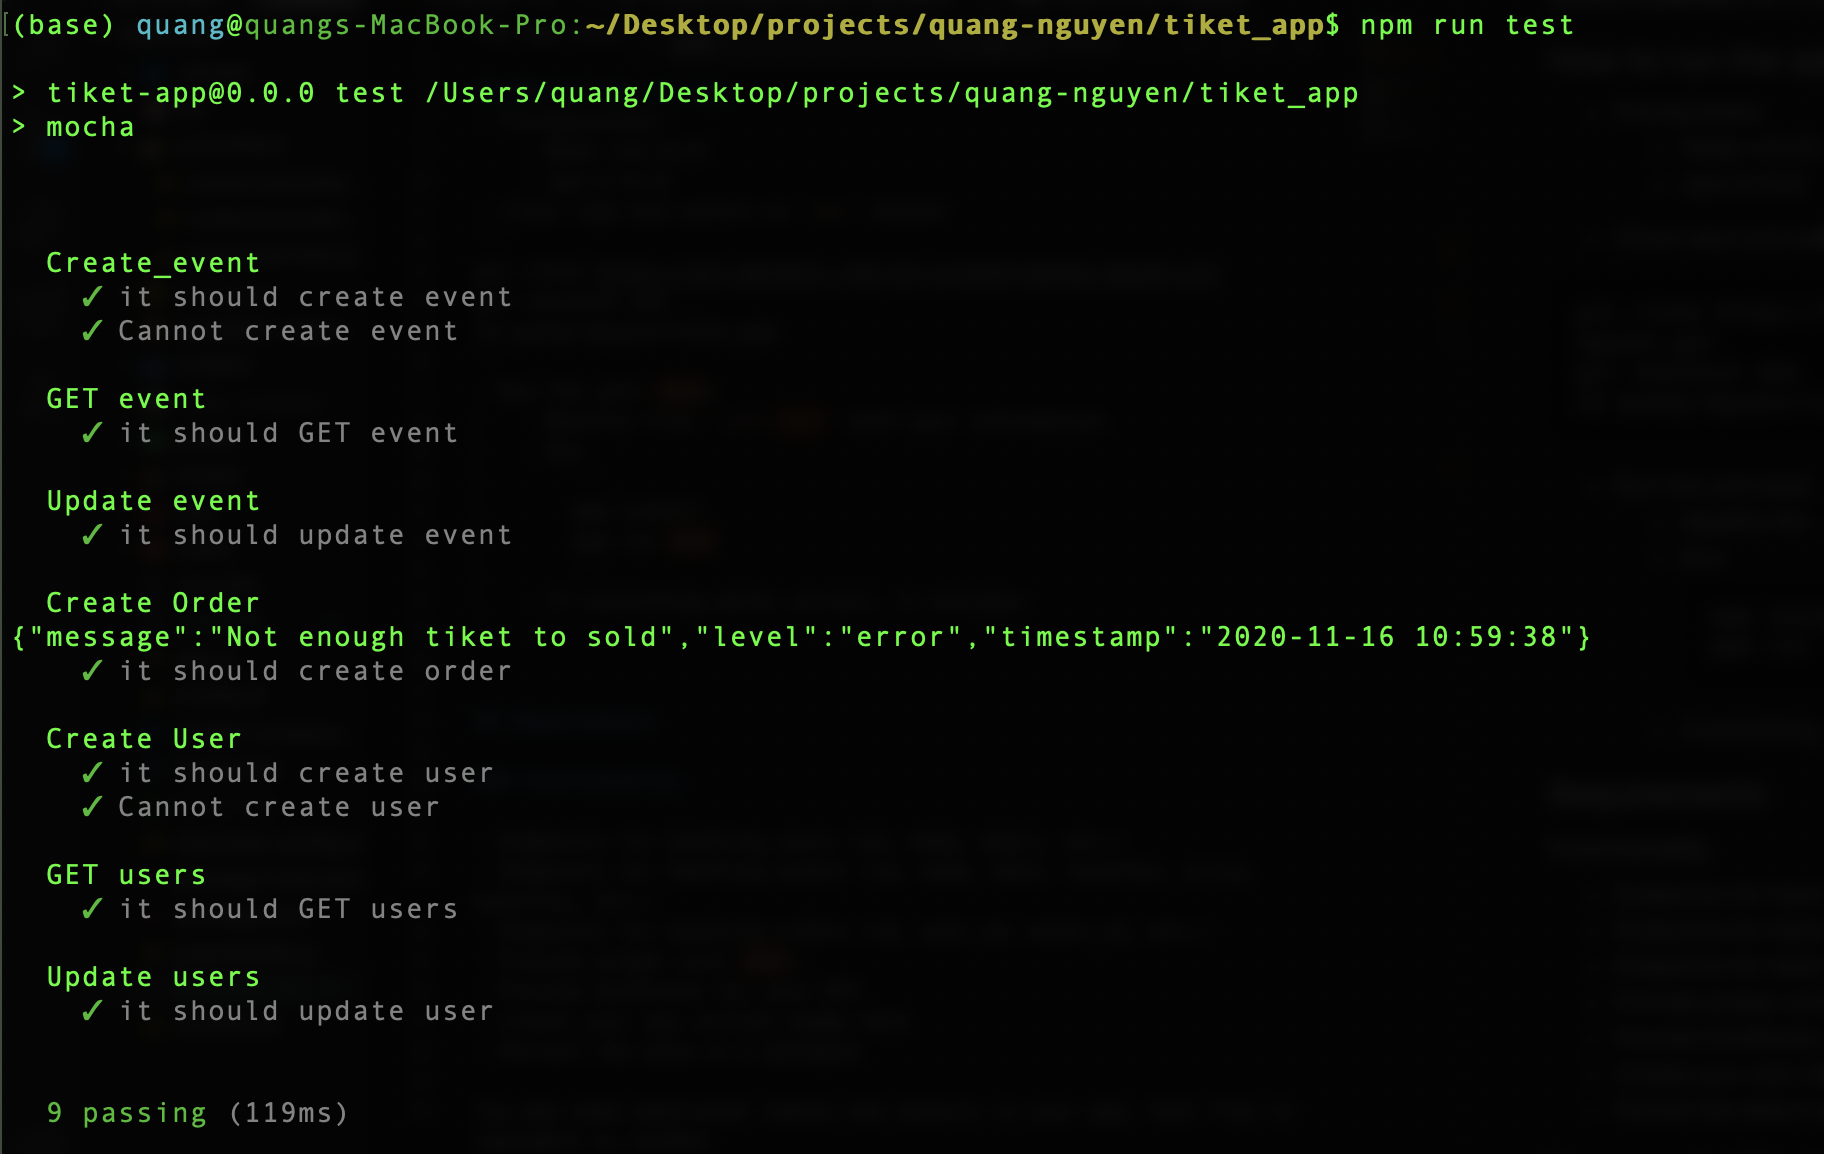 (base) quang@quangs-MacBook-Pro:~/Desktop/projects/quang-nguyen/tiket_app$ npm run test
> tiket-app@0.0.0 test /Users/quang/Desktop/projects/quang-nguyen/tiket_app
> mocha
Create_event
✓ it should create event
✓ Cannot create event
GET event
✓ it should GET event
Update event
✓ it should update event
Create Order
{"message":"Not enough tiket to sold","level":"error","timestamp":"2020-11-16 10:59:38"}
✓ it should create order
Create User
✓ it should create user
✓ Cannot create user
GET users
✓ it should GET users
Update users
✓ it should update user
9 passing (119ms)